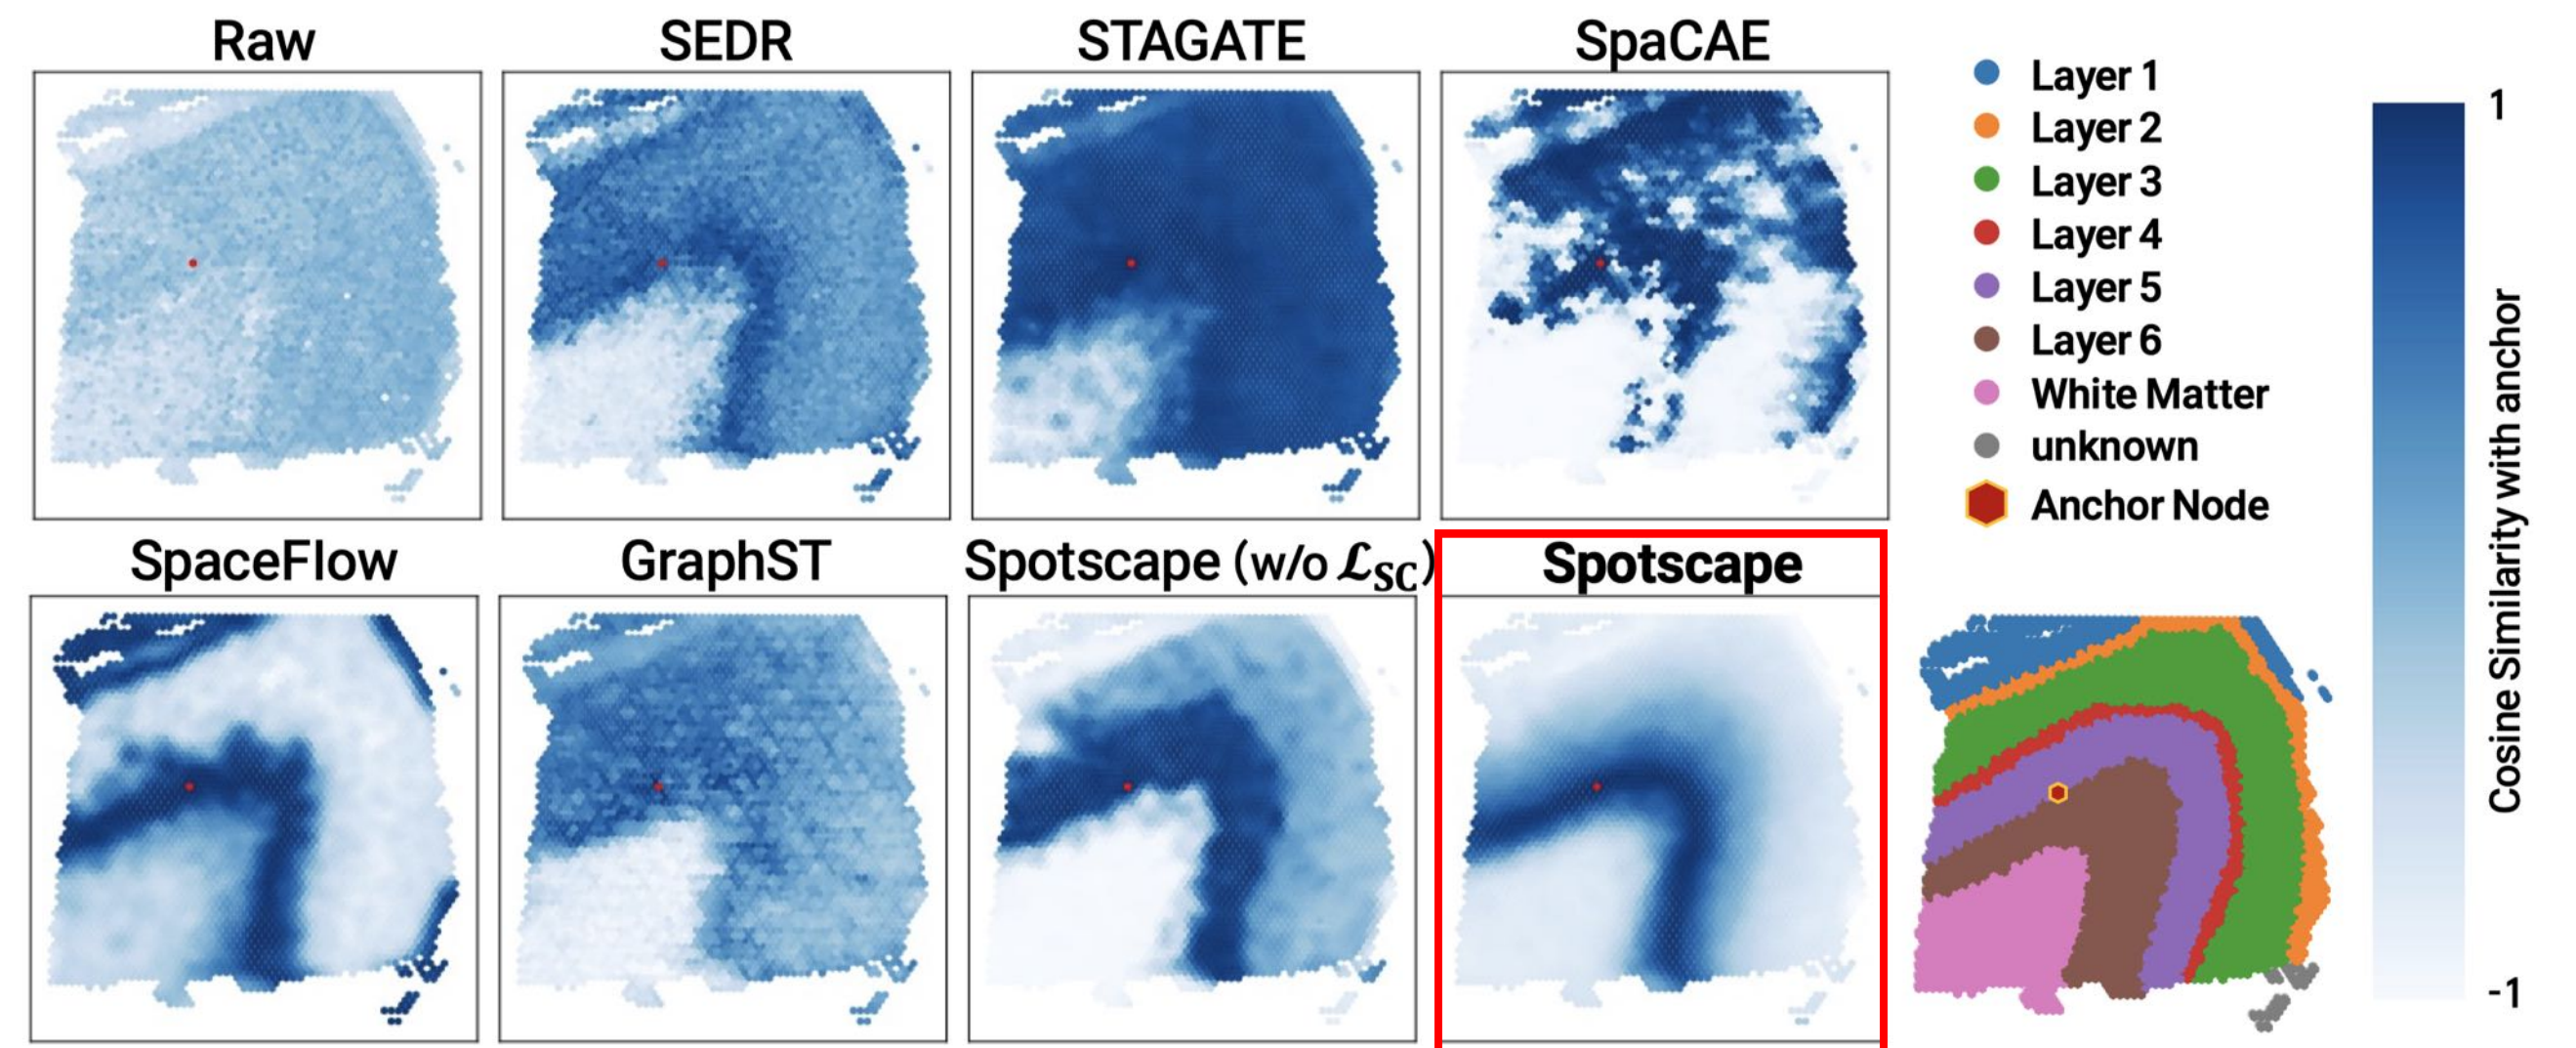 Raw
SEDR
STAGATE
SpaCAE
SpaceFlow
GraphST
Spotscape (w/o ℒSC)
Spotscape
Layer 1
Layer 2
Layer 3
Layer 4
Layer 5
Layer 6
White Matter
unknown
Anchor Node
1
Cosine Similarity with anchor
-1